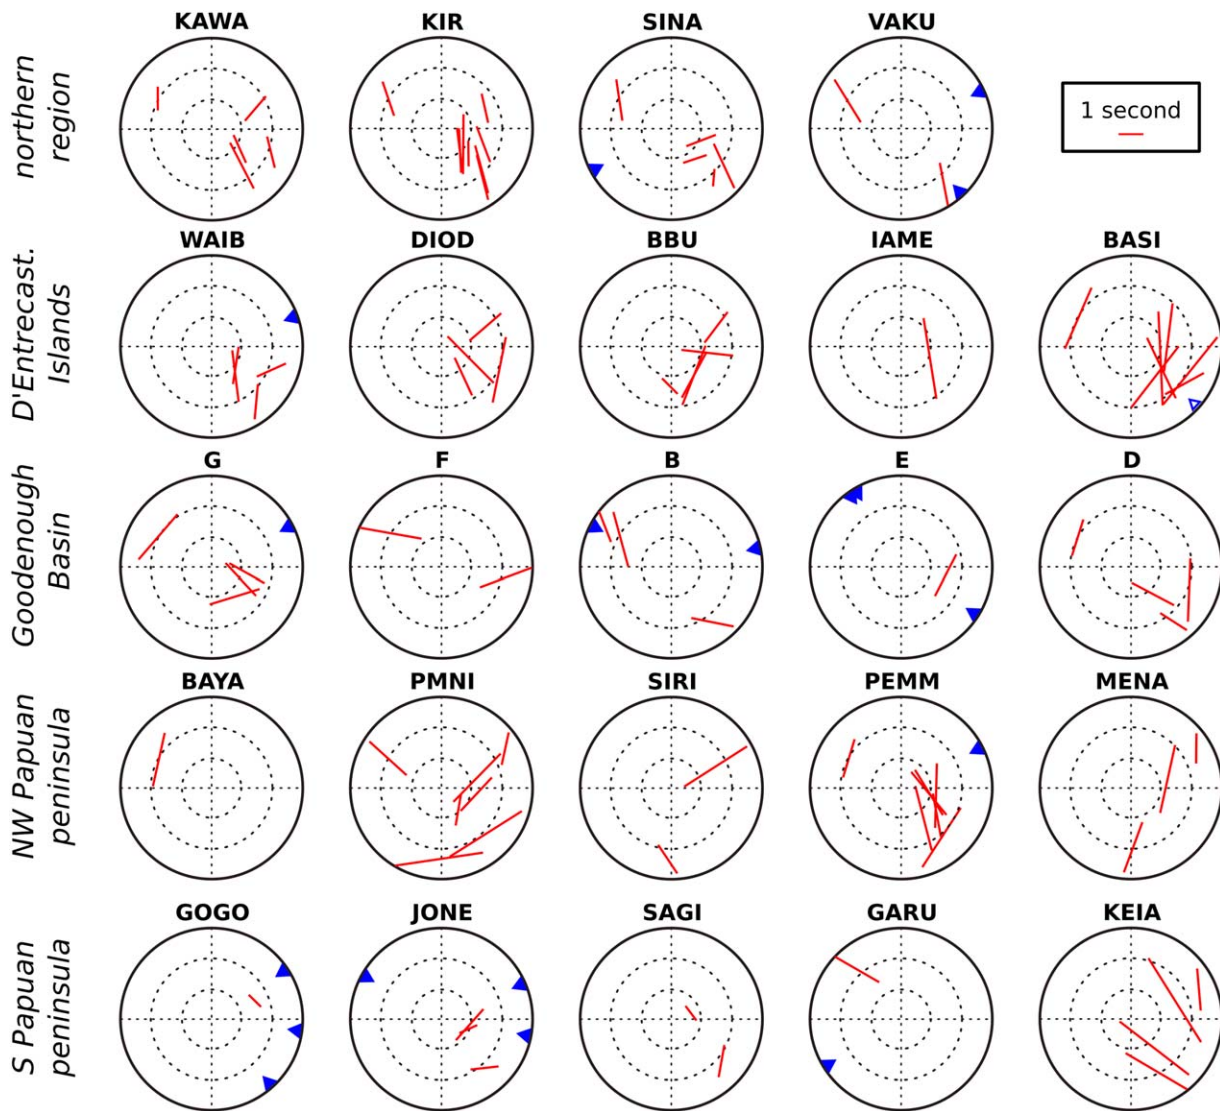 KAWA
KIR
SINA
VAKU
northern
region
1 second
WAIB
DIOD
BBU
IAME
BASI
D'Entrecast.
Islands
G
F
B
E
D
Goodenough
Basin
BAYA
PMNI
SIRI
PEMM
MENA
NW Papuan
peninsula
GOGO
JONE
SAGI
GARU
KEIA
S Papuan
peninsula